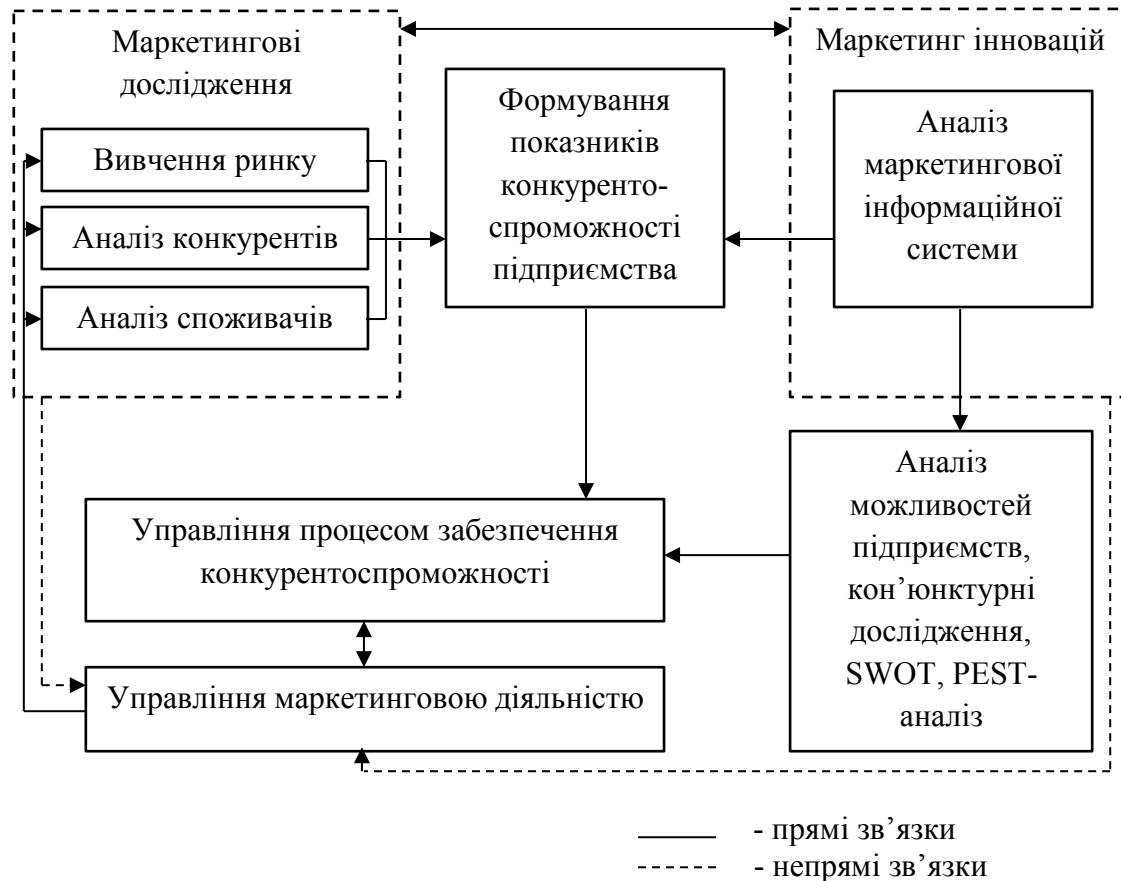 Маркетингові
дослідження
Вивчення ринку
Аналіз конкурентів
Аналіз споживачів
Формування
показників
конкуренто-
спроможності
підприємства
Маркетинг інновацій
Аналіз
маркетингової
інформаційної
системи
Аналіз
можливостей
підприємств,
кон’юнктурні
дослідження,
SWOT, PEST-
аналіз
Управління процесом забезпечення
конкурентоспроможності
Управління маркетинговою діяльністю
- прямі зв’язки
- непрямі зв’язки